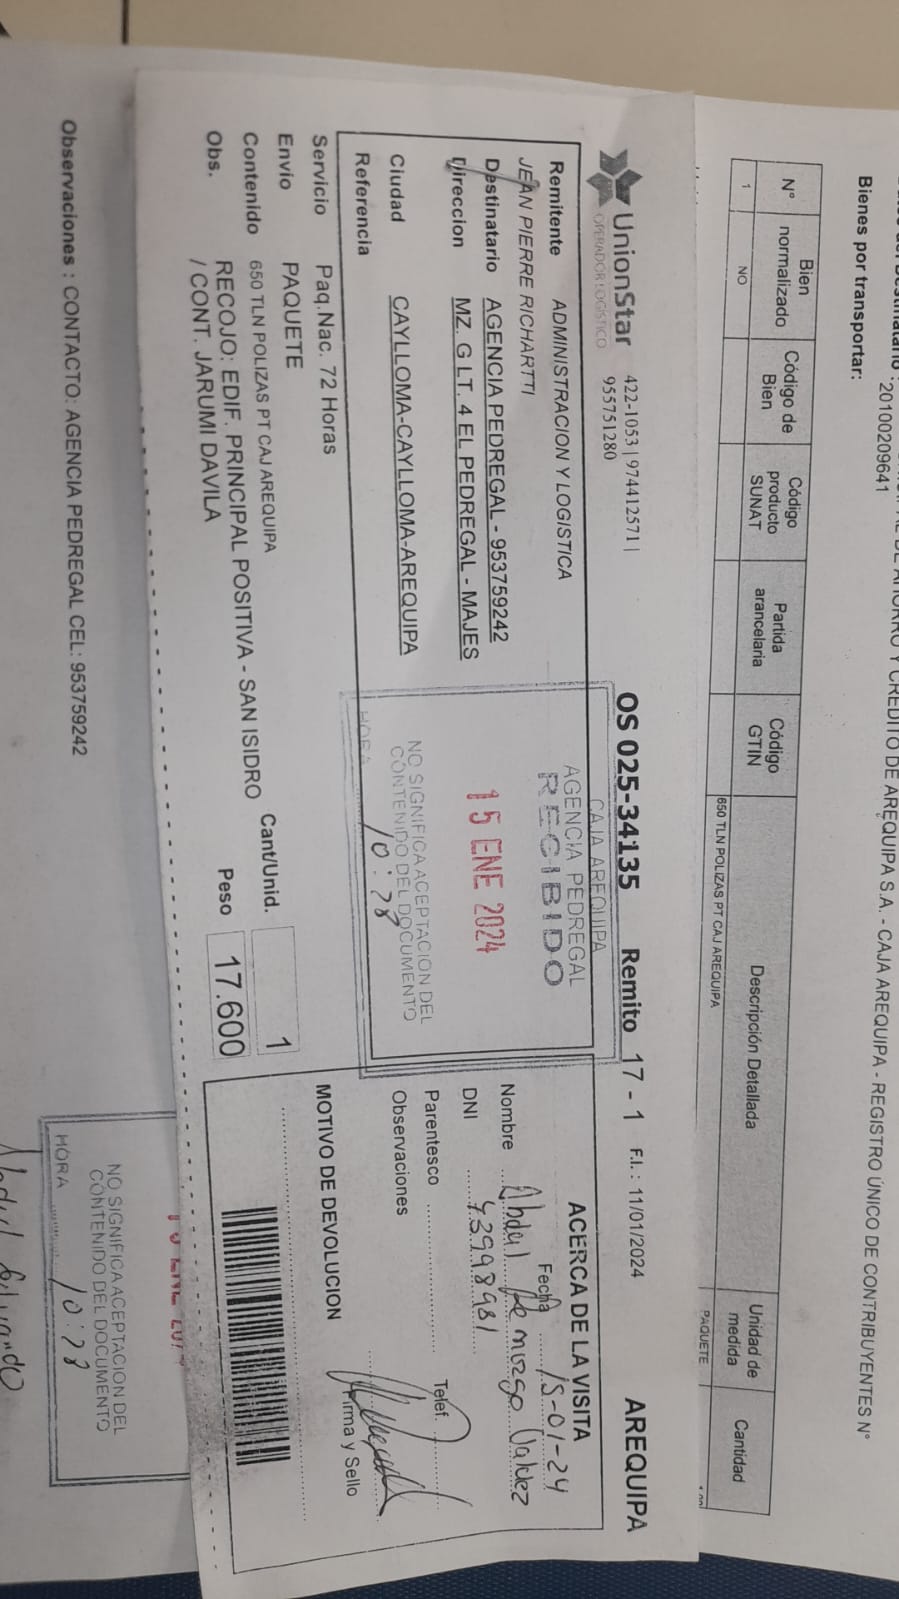 20100209641
AHORRO Y CREDITO DE AREQUIPA S.A. - CAJA AREQUIPA - REGISTRO ÚNICO DE CONTRIBUYENTES N°
Bienes por transportar:
N° Bien normalizado Código de Bien Código producto SUNAT Partida arancelaria Código GTIN Descripción Detallada Unidad de medida Cantidad
1 NO 650 TLN POLIZAS PT CAJ AREQUIPA PAQUETE
UnionStar 422-1053 | 974412571 | OS 025-34135 Remito 17 - 1 F.I.: 11/01/2024 AREQUIPA
OPERADOR LOGISTICO 955751280
Remitente ADMINISTRACION Y LOGISTICA
JEAN PIERRE RICHARTTI
Destinatario AGENCIA PEDREGAL - 953759242
Direccion MZ. G LT. 4 EL PEDREGAL - MAJES
Ciudad CAYLLOMA-CAYLLOMA-AREQUIPA
Referencia
CAJA AREQUIPA
AGENCIA PEDREGAL
RECIBIDO
15 ENE 2024
NO SIGNIFICA ACEPTACION DEL
CONTENIDO DEL DOCUMENTO
HORA 10:28
ACERCA DE LA VISITA
Fecha 15-01-24
Nombre Abdul Valdez
DNI 43998981
Parentesco Telef.
Observaciones
Firma y Sello
MOTIVO DE DEVOLUCION
Servicio Paq.Nac. 72 Horas
Envio PAQUETE Cant/Unid. 1
Contenido 650 TLN POLIZAS PT CAJ AREQUIPA
RECOJO: EDIF. PRINCIPAL POSITIVA - SAN ISIDRO Peso 17.600
Obs. / CONT. JARUMI DAVILA
Observaciones : CONTACTO: AGENCIA PEDREGAL CEL: 953759242
NO SIGNIFICA ACEPTACION DEL
CONTENIDO DEL DOCUMENTO
HORA 10:28